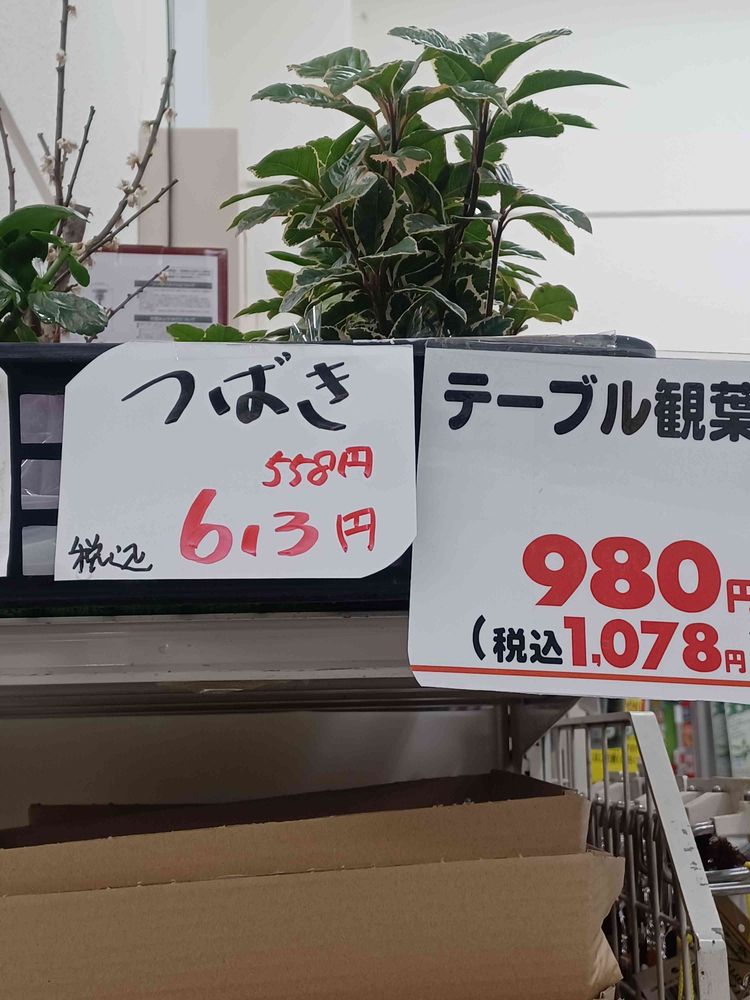 つばき
558円
税込 613円
テーブル観葉
980円
(税込1,078円